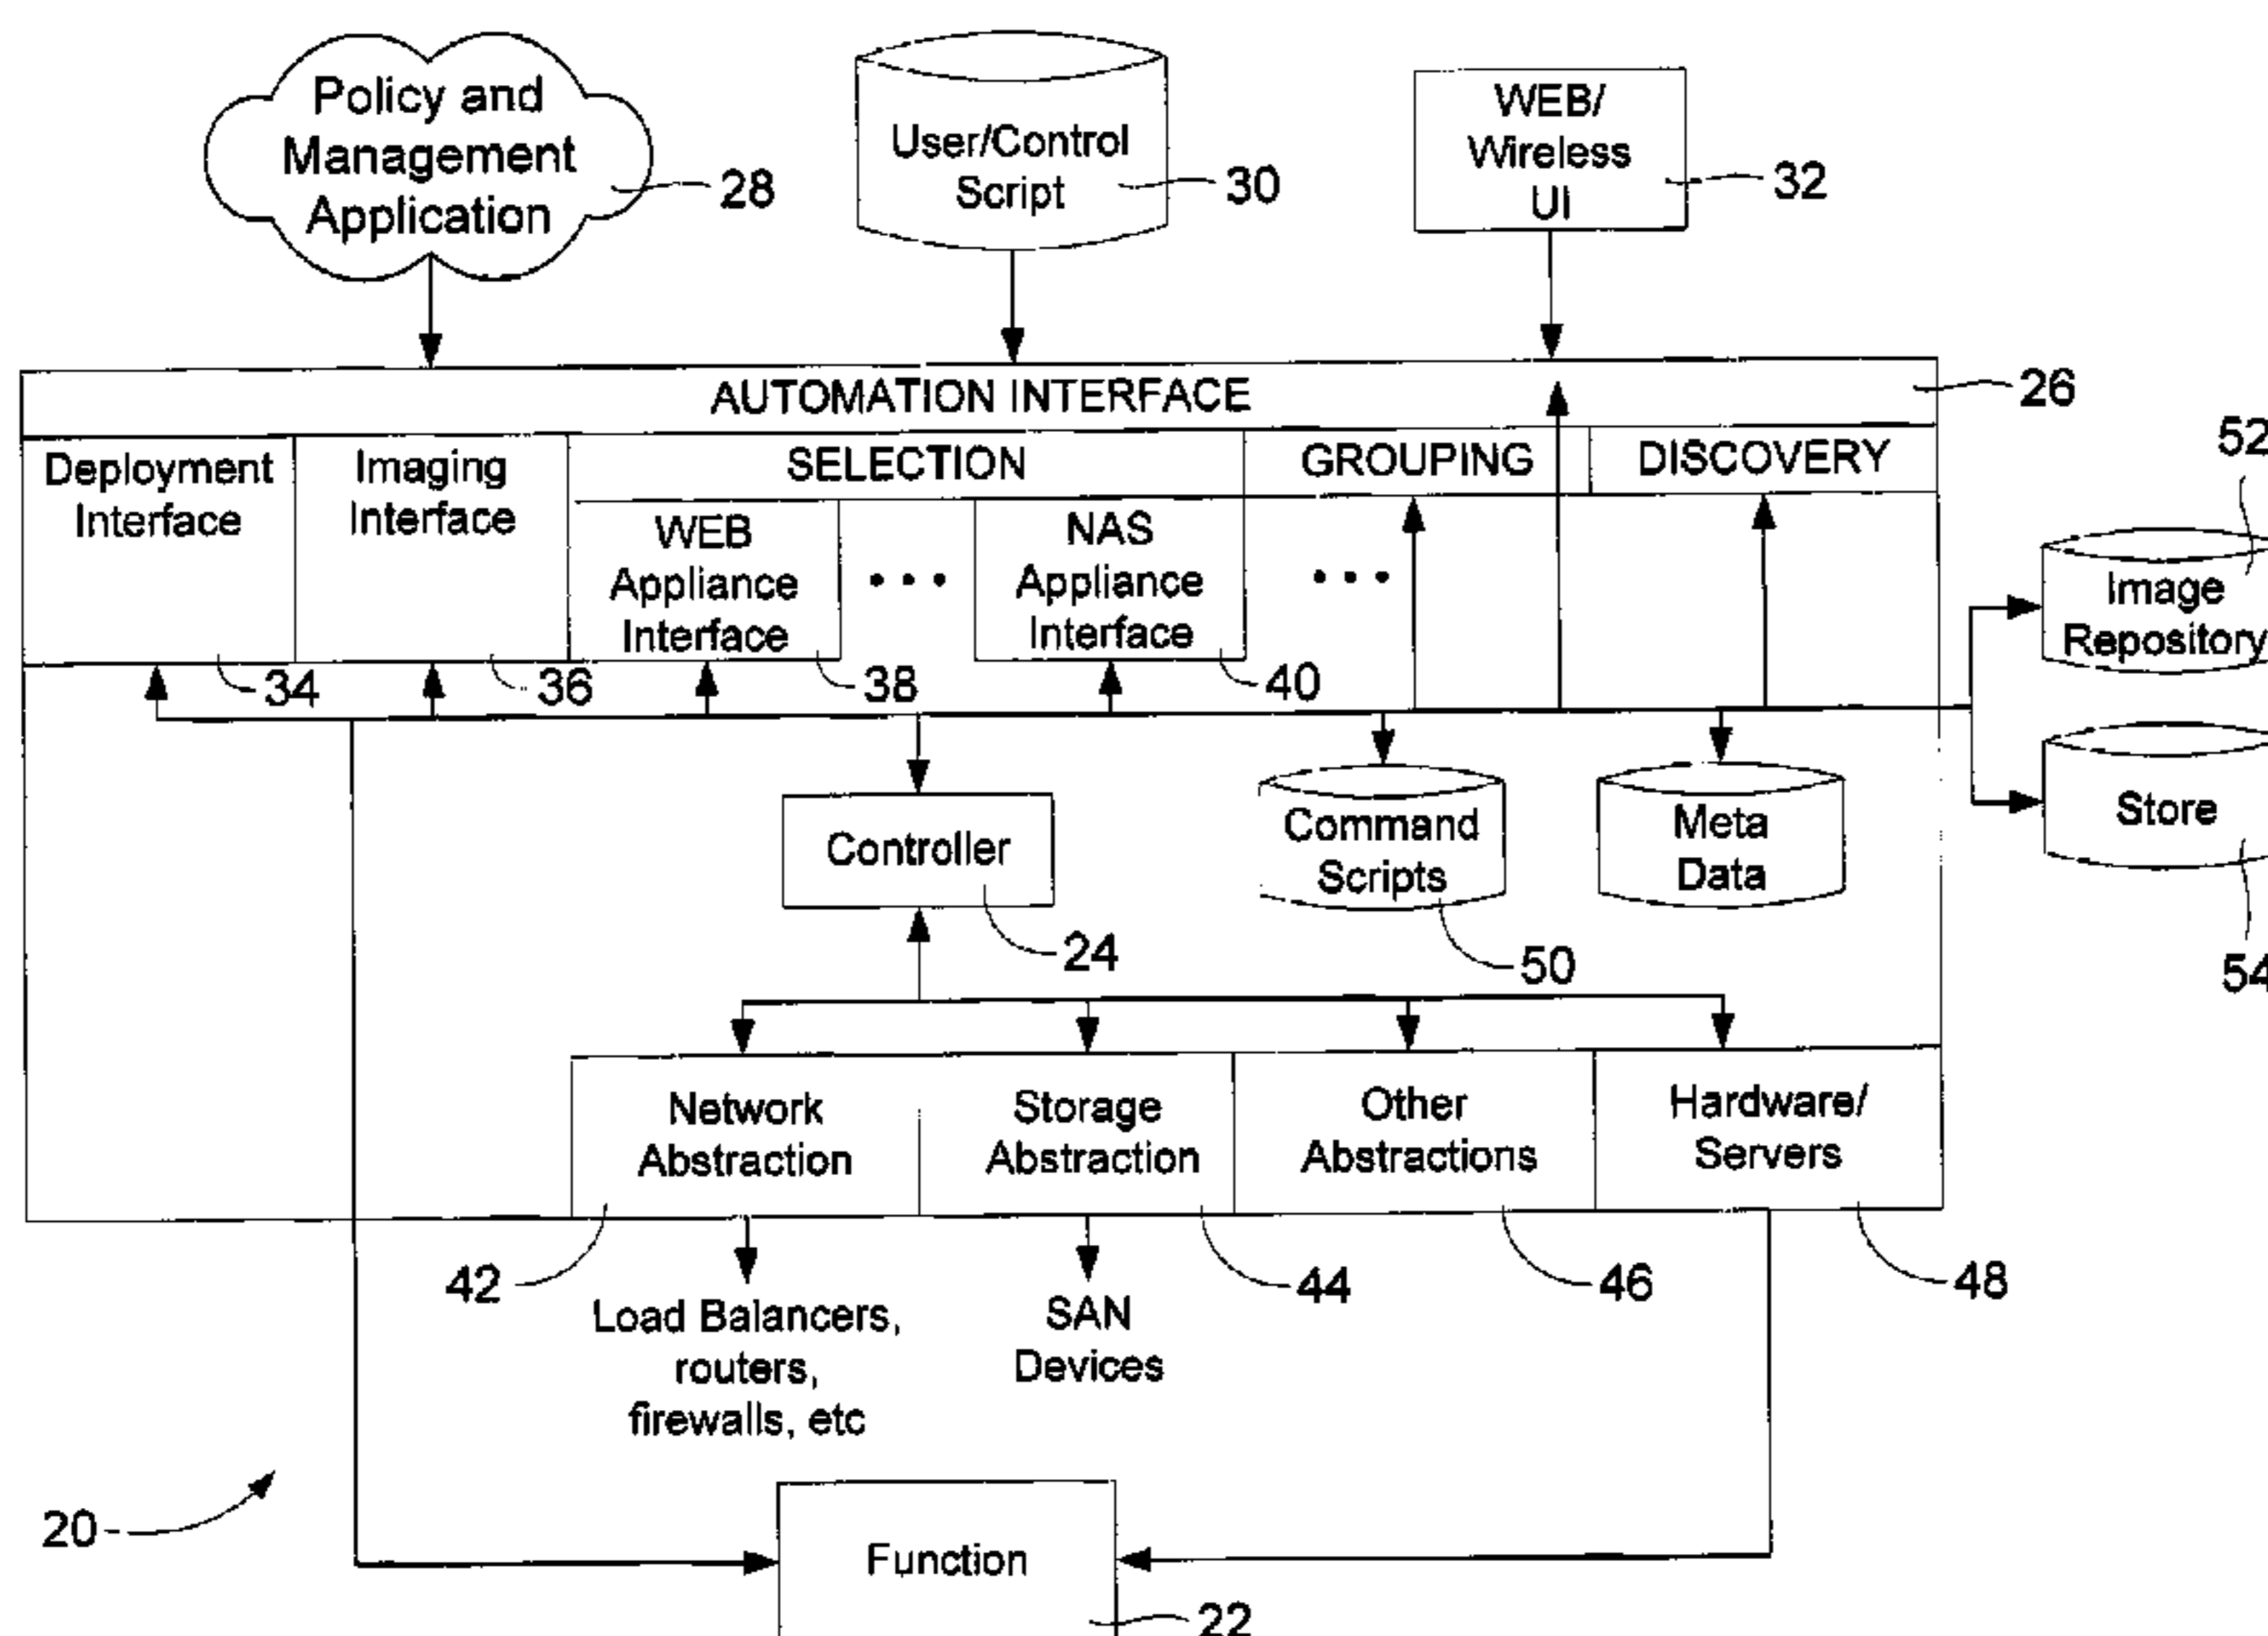 Policy and
Management
Application
28
User/Control
Script
30
WEB/
Wireless
UI
32
AUTOMATION INTERFACE
26
Deployment
Interface
34
Imaging
Interface
36
SELECTION
GROUPING
DISCOVERY
WEB
Appliance
Interface
38
• • •
NAS
Appliance
Interface
40
• • •
52
Image
Repository
Store
54
Controller
24
Command
Scripts
50
Meta
Data
Network
Abstraction
42
Storage
Abstraction
44
Other
Abstractions
46
Hardware/
Servers
48
Load Balancers,
routers,
firewalls, etc
SAN
Devices
20
Function
22